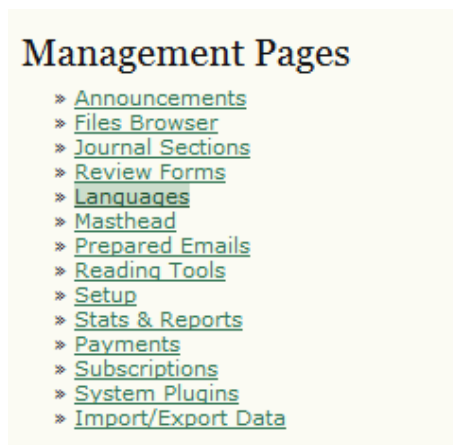 Management Pages
» Announcements
» Files Browser
» Journal Sections
» Review Forms
» Languages
» Masthead
» Prepared Emails
» Reading Tools
» Setup
» Stats & Reports
» Payments
» Subscriptions
» System Plugins
» Import/Export Data